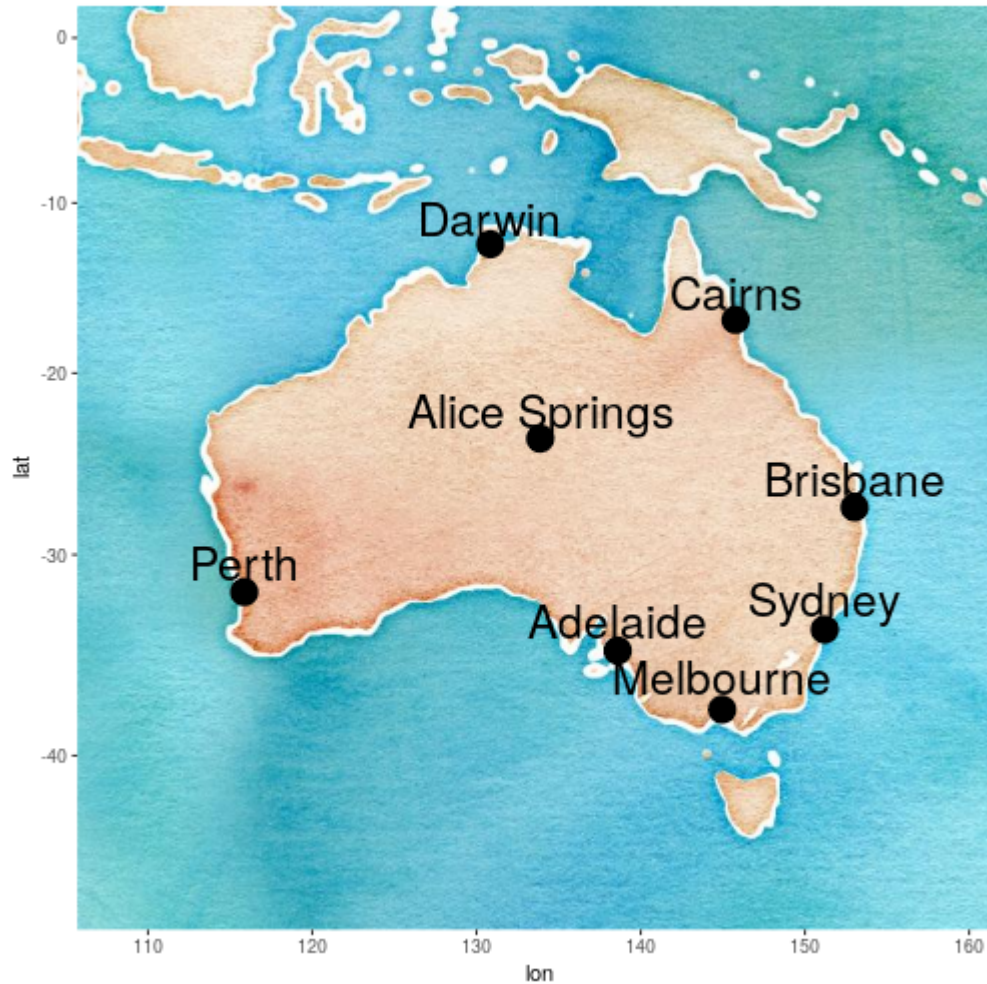 0
-10
Darwin
Cairns
-20
Alice Springs
lat
Brisbane
-30
Perth
Sydney
Adelaide
Melbourne
-40
110 120 130 140 150 160
lon